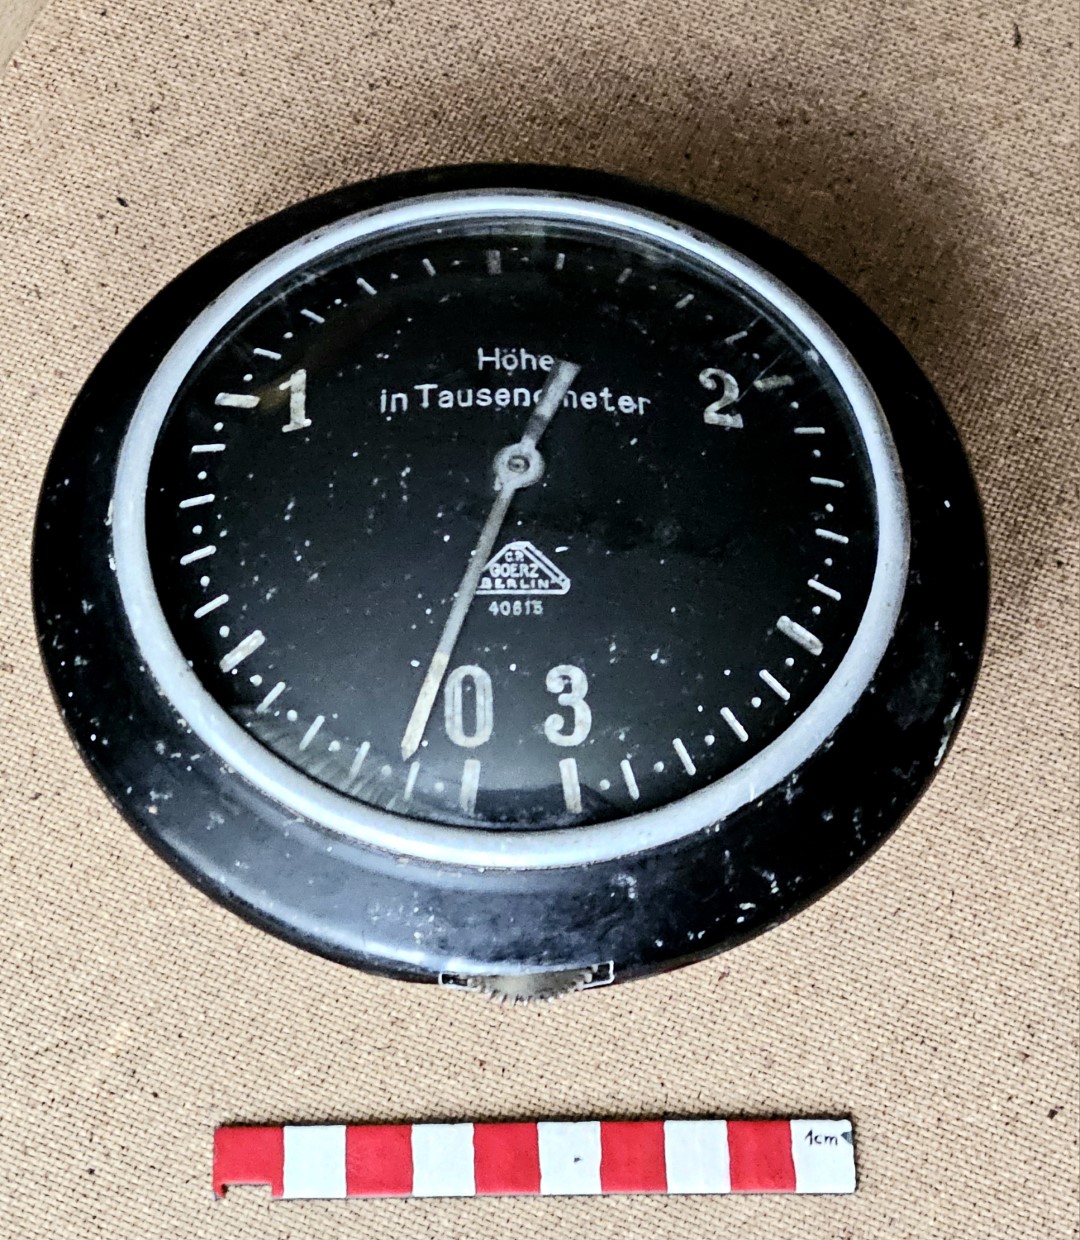 Höhe
in Tausendmeter
1
2
C.P.
GOERZ
BERLIN
40615
0 3
1cm